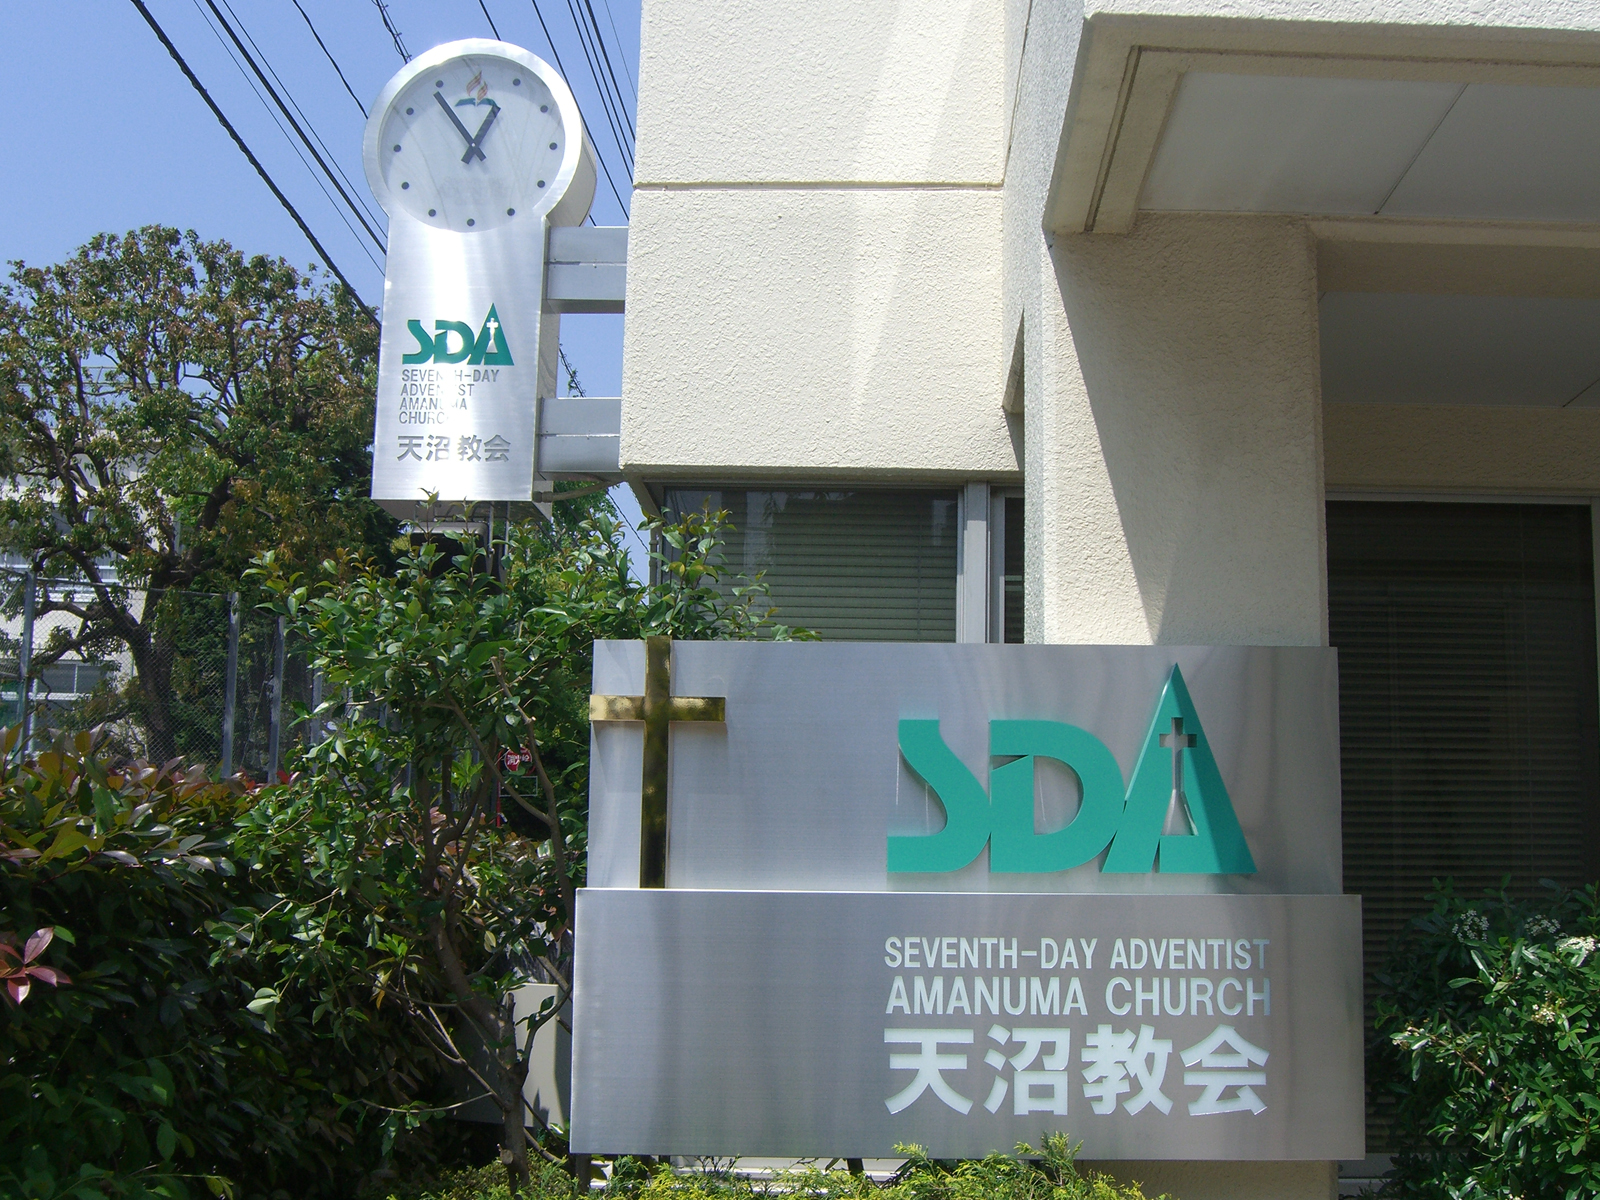 SDA
SEVENTH-DAY
ADVENTIST
AMANUMA
CHURCH
天沼教会
SDA
SEVENTH-DAY ADVENTIST
AMANUMA CHURCH
天沼教会